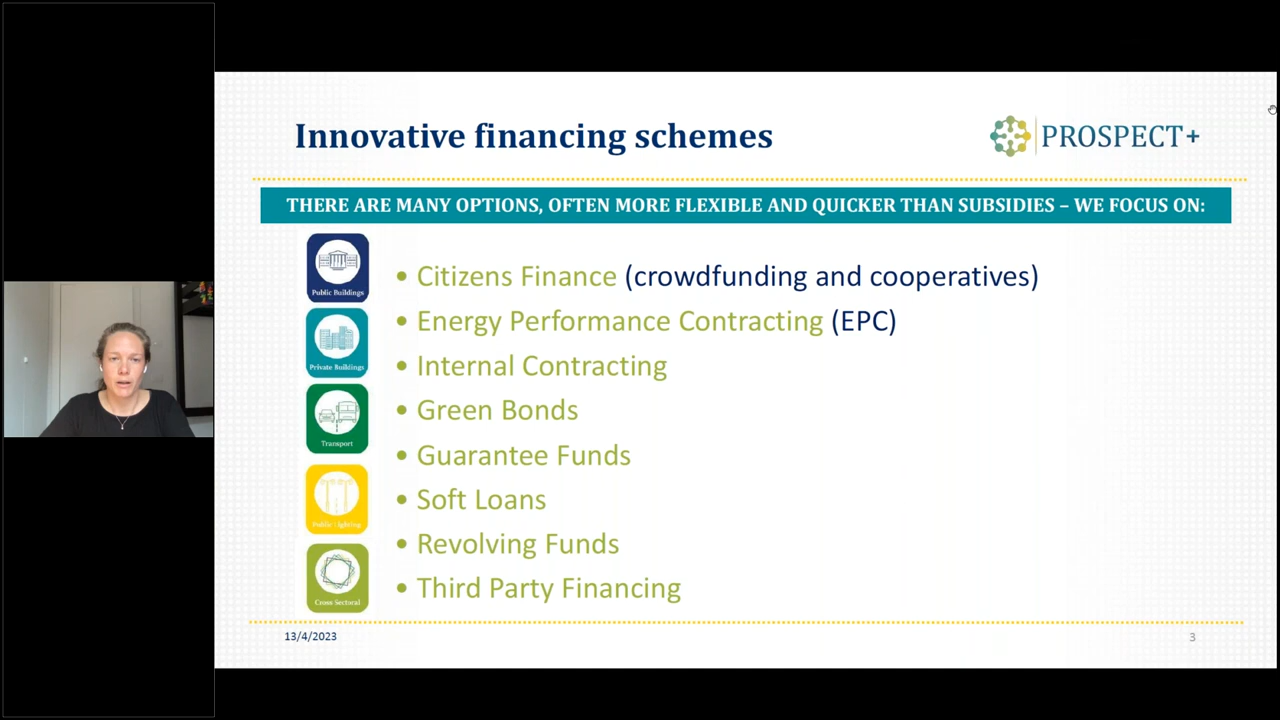 Innovative financing schemes
PROSPECT+
THERE ARE MANY OPTIONS, OFTEN MORE FLEXIBLE AND QUICKER THAN SUBSIDIES – WE FOCUS ON:
Public Buildings
• Citizens Finance (crowdfunding and cooperatives)
• Energy Performance Contracting (EPC)
Private Buildings
• Internal Contracting
• Green Bonds
Transport
• Guarantee Funds
• Soft Loans
Public Lighting
• Revolving Funds
• Third Party Financing
Cross Sectoral
13/4/2023
3